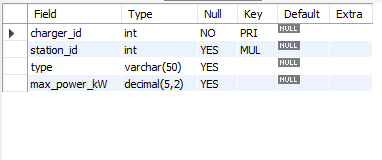 Field Type Null Key Default Extra
charger_id int NO PRI NULL
station_id int YES MUL NULL
type varchar(50) YES NULL
max_power_kW decimal(5,2) YES NULL